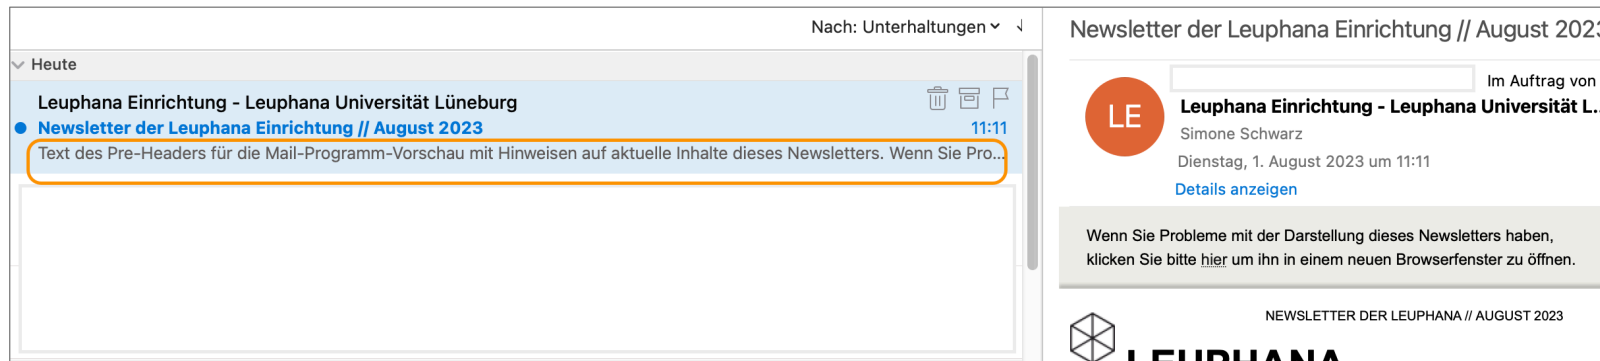 Nach: Unterhaltungen
Heute
Leuphana Einrichtung - Leuphana Universität Lüneburg
Newsletter der Leuphana Einrichtung // August 2023
11:11
Text des Pre-Headers für die Mail-Programm-Vorschau mit Hinweisen auf aktuelle Inhalte dieses Newsletters. Wenn Sie Pro...
Newsletter der Leuphana Einrichtung // August 202
LE
Im Auftrag von
Leuphana Einrichtung - Leuphana Universität L...
Simone Schwarz
Dienstag, 1. August 2023 um 11:11
Details anzeigen
Wenn Sie Probleme mit der Darstellung dieses Newsletters haben,
klicken Sie bitte hier um ihn in einem neuen Browserfenster zu öffnen.
NEWSLETTER DER LEUPHANA // AUGUST 2023
LEUPHANA